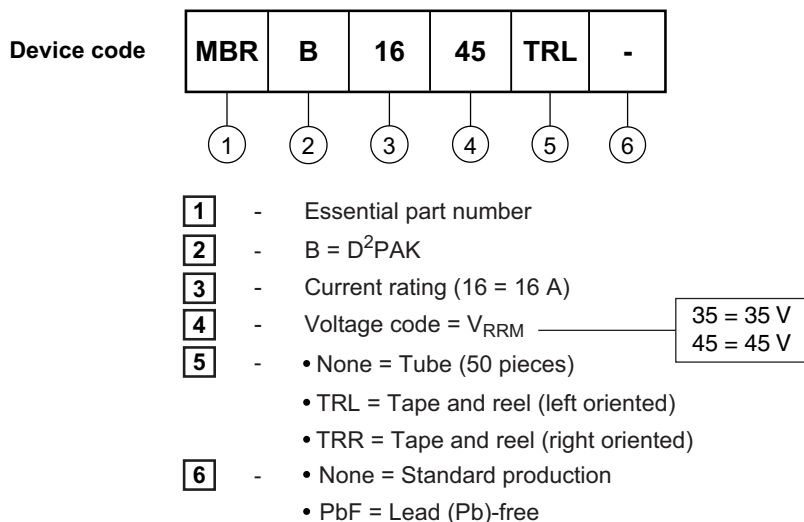 Device code MBR B 16 45 TRL -
1 2 3 4 5 6
1 - Essential part number
2 - B = D²PAK
3 - Current rating (16 = 16 A)
4 - Voltage code = VRRM
35 = 35 V
45 = 45 V
5 - • None = Tube (50 pieces)
• TRL = Tape and reel (left oriented)
• TRR = Tape and reel (right oriented)
6 - • None = Standard production
• PbF = Lead (Pb)-free